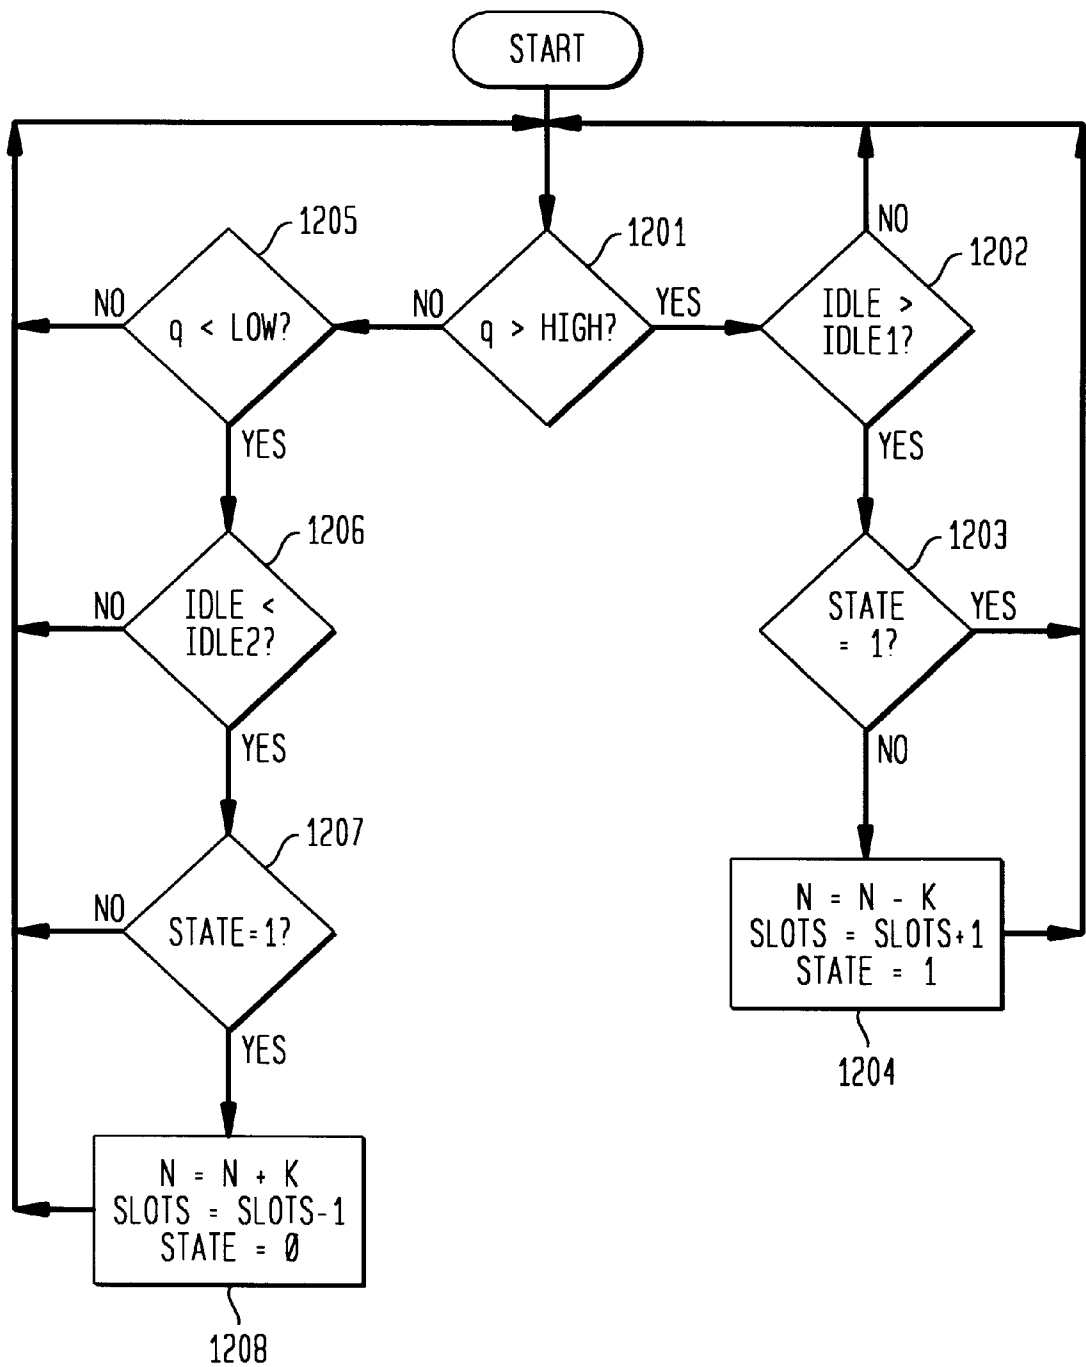 START
1205
1201
1202
NO
NO
NO
YES
q < LOW?
q > HIGH?
IDLE >
IDLE1?
YES
YES
1206
1203
NO
IDLE <
IDLE2?
STATE
= 1?
YES
YES
NO
1207
NO
STATE=1?
N = N - K
SLOTS = SLOTS+1
STATE = 1
YES
1204
N = N + K
SLOTS = SLOTS-1
STATE = Ø
1208